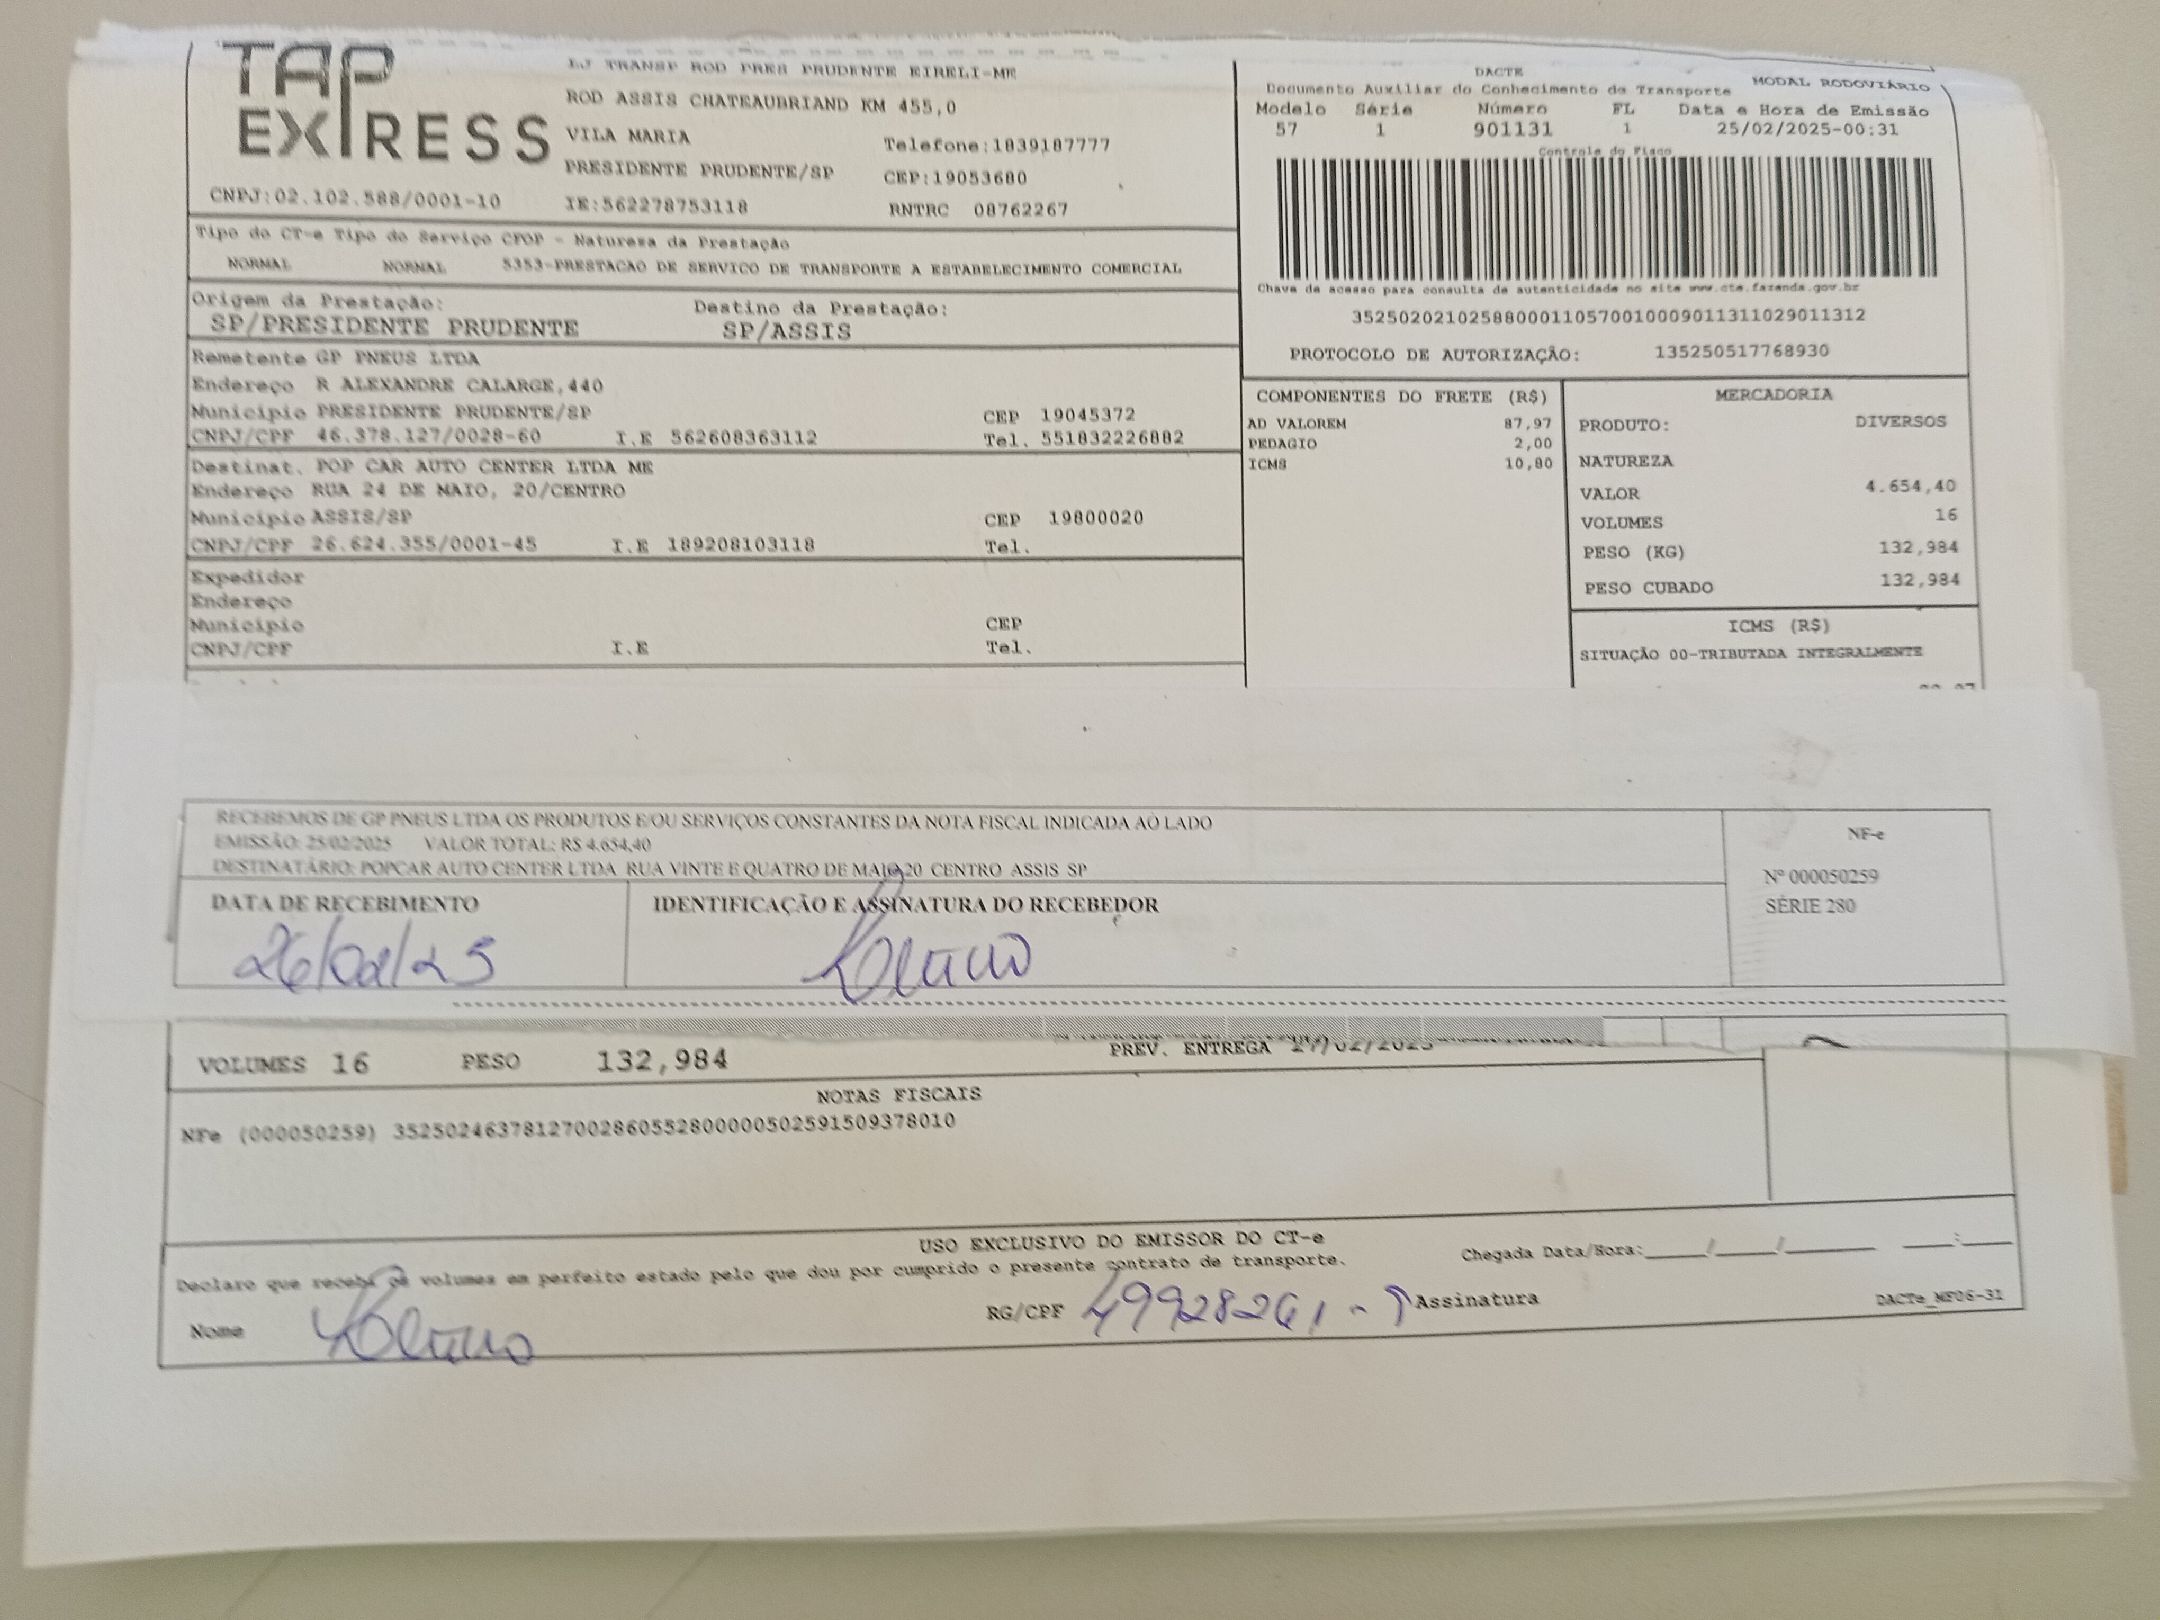 TAP EXPRESS
LJ TRANSP ROD PRES PRUDENTE EIRELI-ME
ROD ASSIS CHATEAUBRIAND KM 455,0
VILA MARIA Telefone:1839187777
PRESIDENTE PRUDENTE/SP CEP:19053680
CNPJ:02.102.588/0001-10 IE:562278753118 RNTRC 08762267
Tipo do CT-e Tipo do Serviço CFOP - Natureza da Prestação
NORMAL NORMAL 5353-PRESTACAO DE SERVICO DE TRANSPORTE A ESTABELECIMENTO COMERCIAL
Origem da Prestação: Destino da Prestação:
SP/PRESIDENTE PRUDENTE SP/ASSIS
Remetente GP PNEUS LTDA
Endereço R ALEXANDRE CALARGE,440
Município PRESIDENTE PRUDENTE/SP CEP 19045372
CNPJ/CPF 46.378.127/0028-60 I.E 562608363112 Tel. 551832226882
Destinat. POP CAR AUTO CENTER LTDA ME
Endereço RUA 24 DE MAIO, 20/CENTRO
Município ASSIS/SP CEP 19800020
CNPJ/CPF 26.624.355/0001-45 I.E 189208103118 Tel.
Expedidor
Endereço
Município CEP
CNPJ/CPF I.E Tel.
DACTE
Documento Auxiliar do Conhecimento de Transporte MODAL RODOVIÁRIO
Modelo Série Número FL Data e Hora de Emissão
57 1 901131 1 25/02/2025-00:31
Controle do Fisco
Chave de acesso para consulta de autenticidade no site www.cte.fazenda.gov.br
35250202102588000110570010009011311029011312
PROTOCOLO DE AUTORIZAÇÃO: 135250517768930
COMPONENTES DO FRETE (R$)
AD VALOREM 87,97
PEDAGIO 2,00
ICMS 10,80
MERCADORIA
PRODUTO: DIVERSOS
NATUREZA
VALOR 4.654,40
VOLUMES 16
PESO (KG) 132,984
PESO CUBADO 132,984
ICMS (R$)
SITUAÇÃO 00-TRIBUTADA INTEGRALMENTE
RECEBEMOS DE GP PNEUS LTDA OS PRODUTOS E/OU SERVIÇOS CONSTANTES DA NOTA FISCAL INDICADA AO LADO
EMISSÃO: 25/02/2025 VALOR TOTAL: R$ 4.654,40
DESTINATÁRIO: POPCAR AUTO CENTER LTDA RUA VINTE E QUATRO DE MAIO 20 CENTRO ASSIS SP
NF-e
Nº 000050259
SÉRIE 280
DATA DE RECEBIMENTO IDENTIFICAÇÃO E ASSINATURA DO RECEBEDOR
26/02/25
VOLUMES 16 PESO 132,984 PREV. ENTREGA 27/02/2025
NOTAS FISCAIS
NFe (000050259) 35250246378127002860552800000502591509378010
USO EXCLUSIVO DO EMISSOR DO CT-e
Declaro que recebi os volumes em perfeito estado pelo que dou por cumprido o presente contrato de transporte.
Chegada Data/Hora:_____/_____/_______ ____:____
Nome RG/CPF Assinatura
DACTe_MF06-31